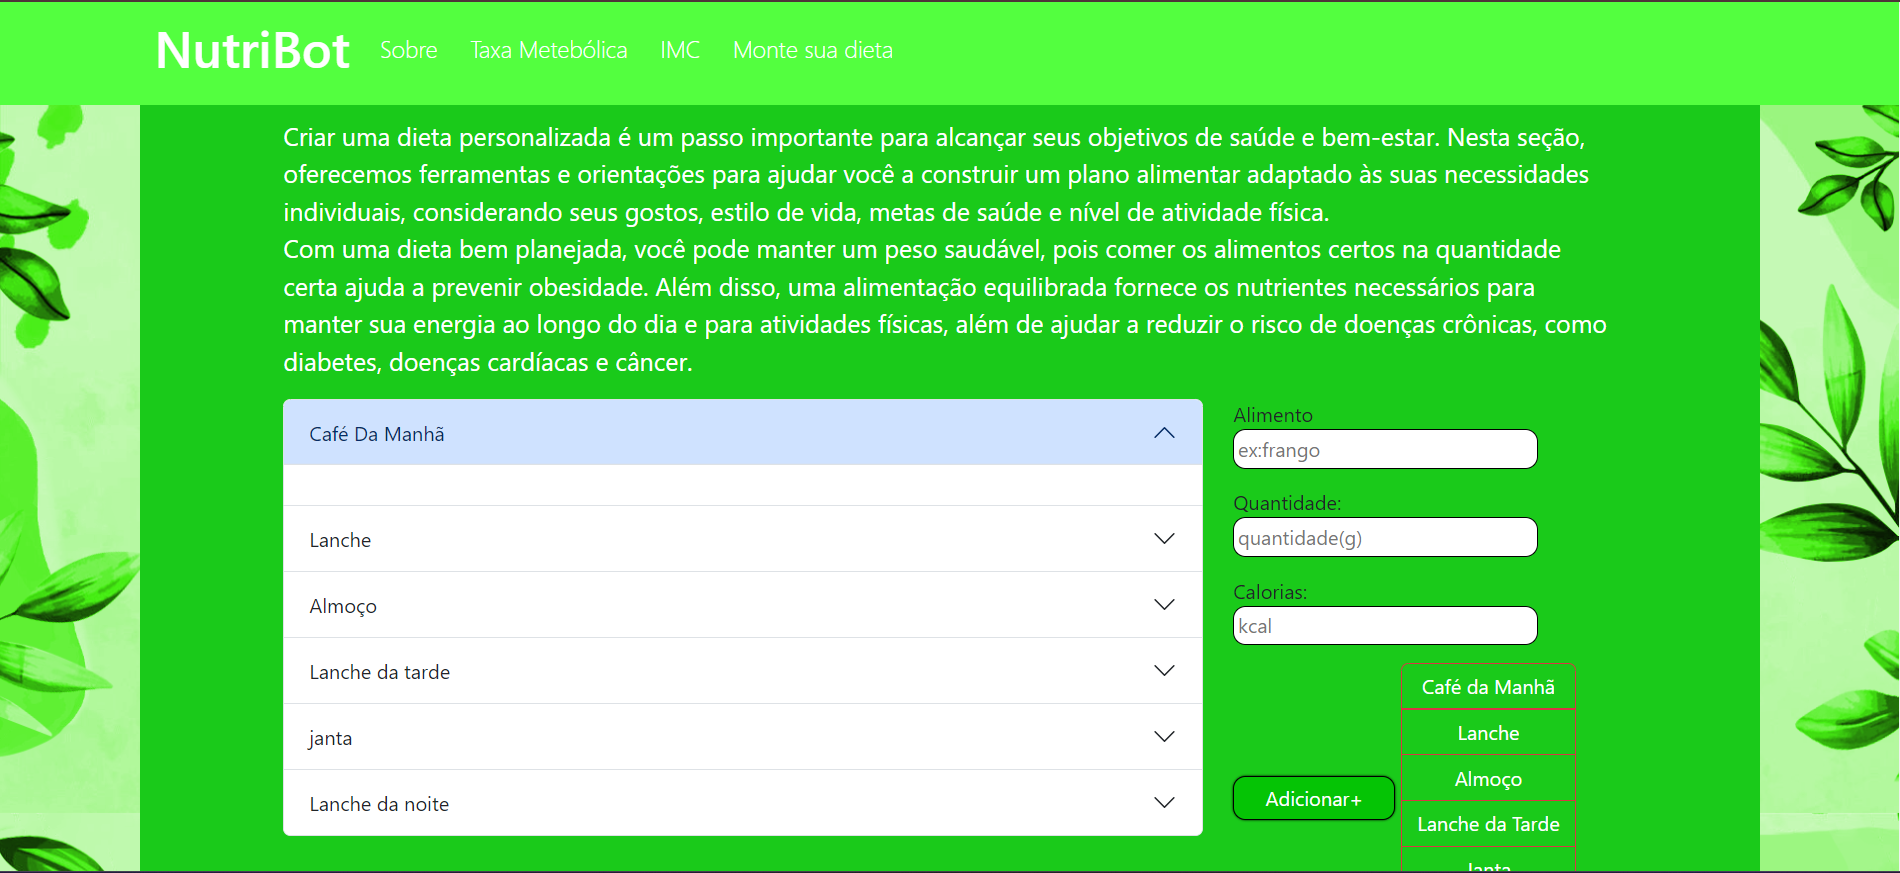 NutriBot Sobre Taxa Metebólica IMC Monte sua dieta
Criar uma dieta personalizada é um passo importante para alcançar seus objetivos de saúde e bem-estar. Nesta seção,
oferecemos ferramentas e orientações para ajudar você a construir um plano alimentar adaptado às suas necessidades
individuais, considerando seus gostos, estilo de vida, metas de saúde e nível de atividade física.
Com uma dieta bem planejada, você pode manter um peso saudável, pois comer os alimentos certos na quantidade
certa ajuda a prevenir obesidade. Além disso, uma alimentação equilibrada fornece os nutrientes necessários para
manter sua energia ao longo do dia e para atividades físicas, além de ajudar a reduzir o risco de doenças crônicas, como
diabetes, doenças cardíacas e câncer.
Café Da Manhã
Lanche
Almoço
Lanche da tarde
janta
Lanche da noite
Alimento
ex:frango
Quantidade:
quantidade(g)
Calorias:
kcal
Adicionar+
Café da Manhã
Lanche
Almoço
Lanche da Tarde
Janta